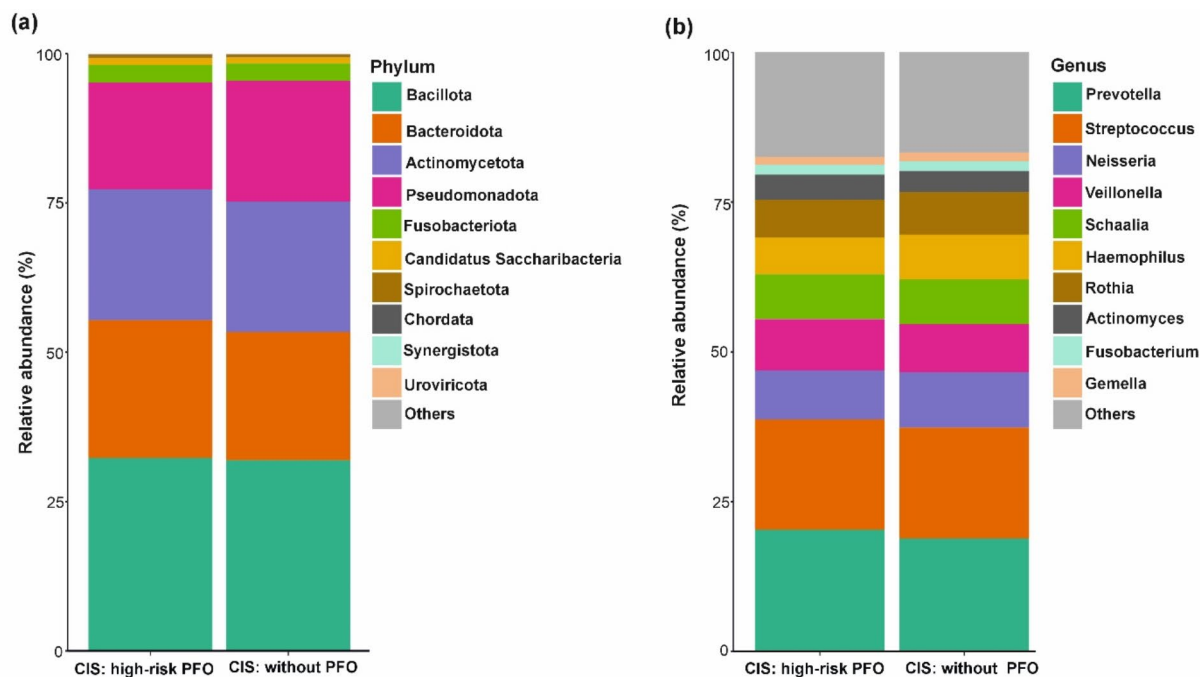 (a)
Relative abundance (%)
100
75
50
25
0
CIS: high-risk PFO
CIS: without PFO
Phylum
Bacillota
Bacteroidota
Actinomycetota
Pseudomonadota
Fusobacteriota
Candidatus Saccharibacteria
Spirochaetota
Chordata
Synergistota
Uroviricota
Others
(b)
Relative abundance (%)
100
75
50
25
0
CIS: high-risk PFO
CIS: without PFO
Genus
Prevotella
Streptococcus
Neisseria
Veillonella
Schaalia
Haemophilus
Rothia
Actinomyces
Fusobacterium
Gemella
Others